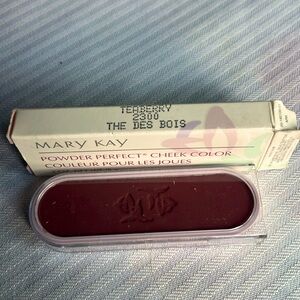 TEABERRY
2300
THE DES BOIS
MARY KAY
POWDER PERFECT® CHEEK COLOR
COULEUR POUR LES JOUES